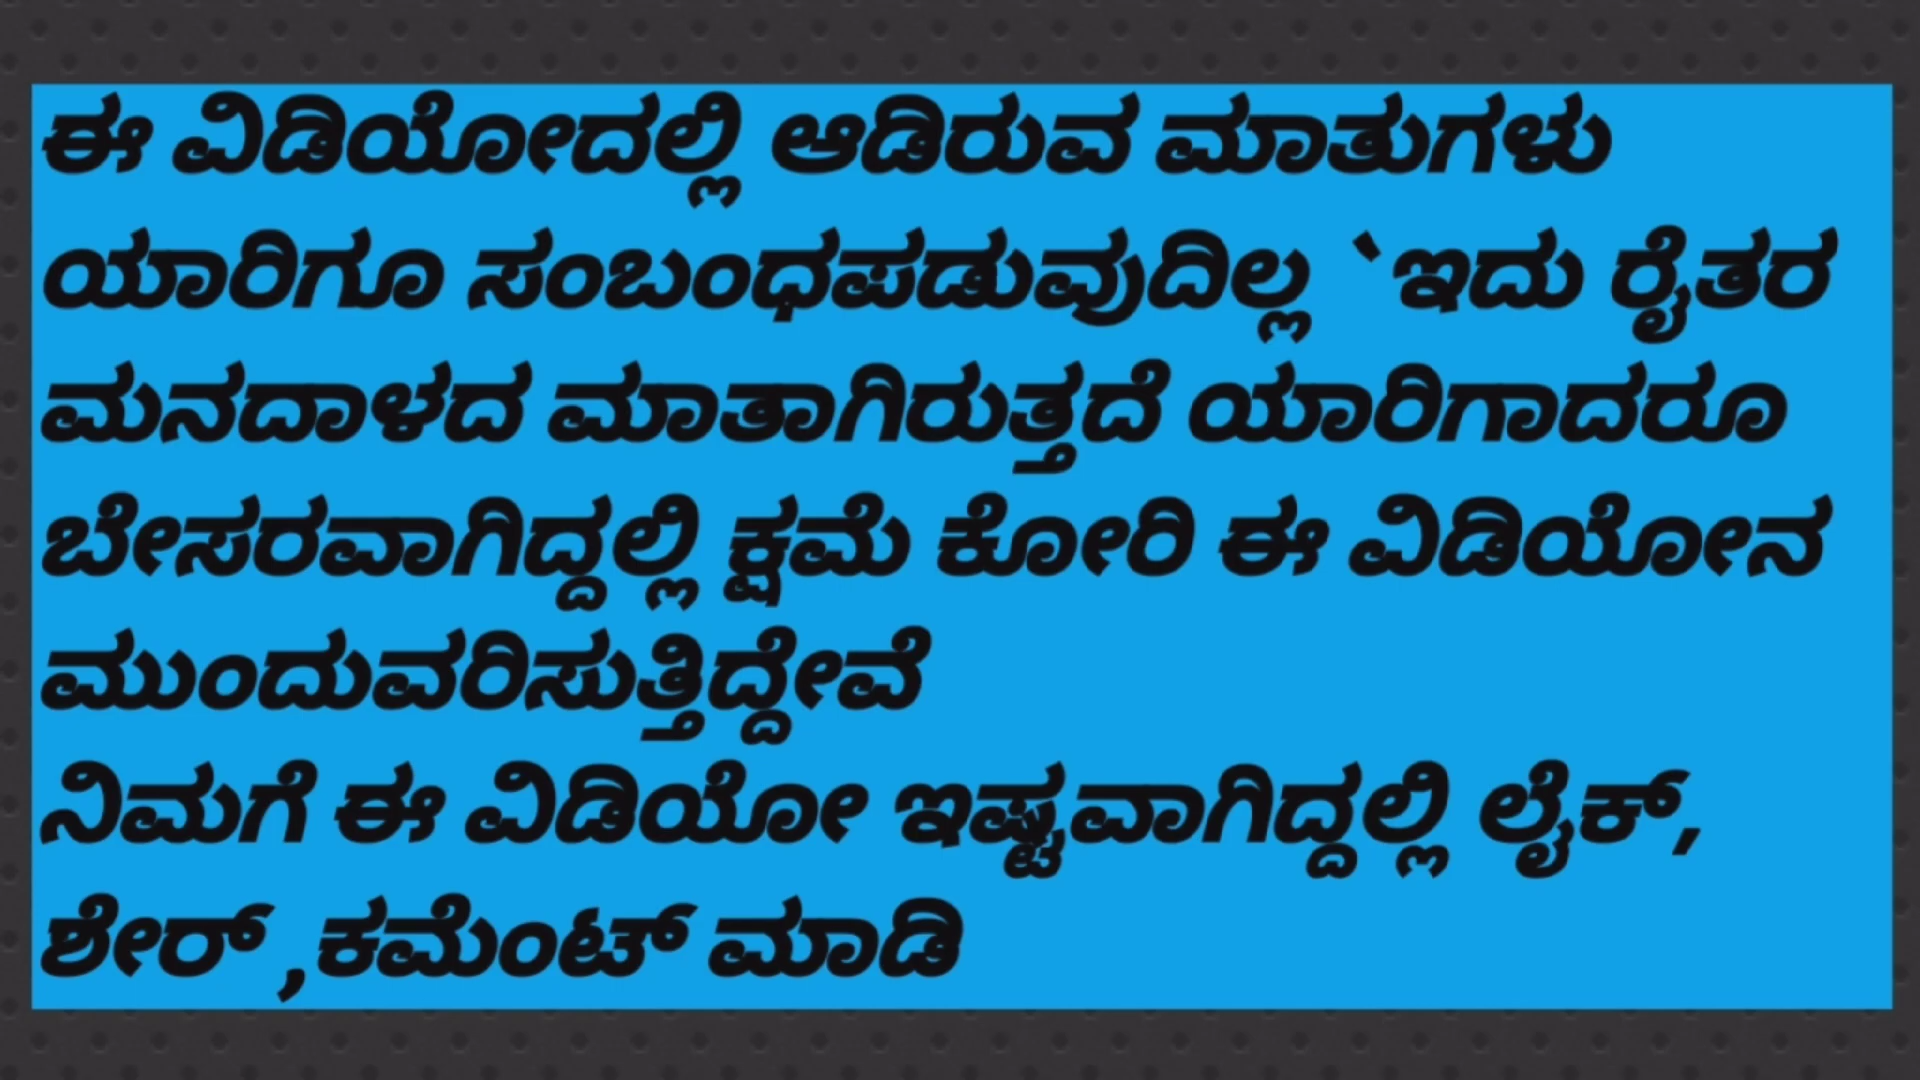 ಈ ವಿಡಿಯೋದಲ್ಲಿ ಆಡಿರುವ ಮಾತುಗಳು
ಯಾರಿಗೂ ಸಂಬಂಧಪಡುವುದಿಲ್ಲ `ಇದು ರೈತರ
ಮನದಾಳದ ಮಾತಾಗಿರುತ್ತದೆ ಯಾರಿಗಾದರೂ
ಬೇಸರವಾಗಿದ್ದಲ್ಲಿ ಕ್ಷಮೆ ಕೋರಿ ಈ ವಿಡಿಯೋನ
ಮುಂದುವರಿಸುತ್ತಿದ್ದೇವೆ
ನಿಮಗೆ ಈ ವಿಡಿಯೋ ಇಷ್ಟವಾಗಿದ್ದಲ್ಲಿ ಲೈಕ್,
ಶೇರ್ ,ಕಮೆಂಟ್ ಮಾಡಿ